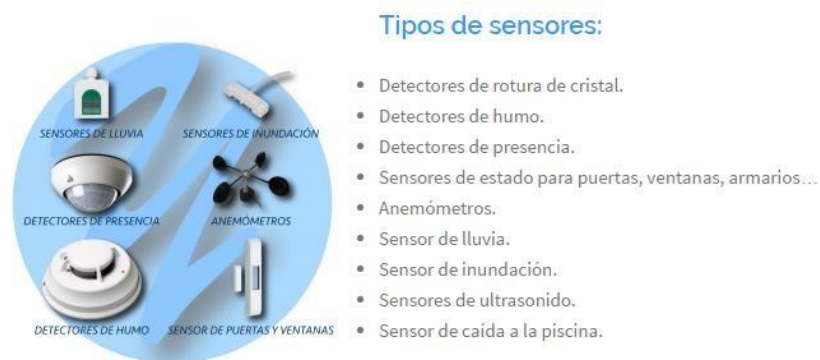 Tipos de sensores:
SENSORES DE LLUVIA
SENSORES DE INUNDACIÓN
DETECTORES DE PRESENCIA
ANEMÓMETROS
DETECTORES DE HUMO
SENSOR DE PUERTAS Y VENTANAS
• Detectores de rotura de cristal.
• Detectores de humo.
• Detectores de presencia.
• Sensores de estado para puertas, ventanas, armarios…
• Anemómetros.
• Sensor de lluvia.
• Sensor de inundación.
• Sensores de ultrasonido.
• Sensor de caída a la piscina.